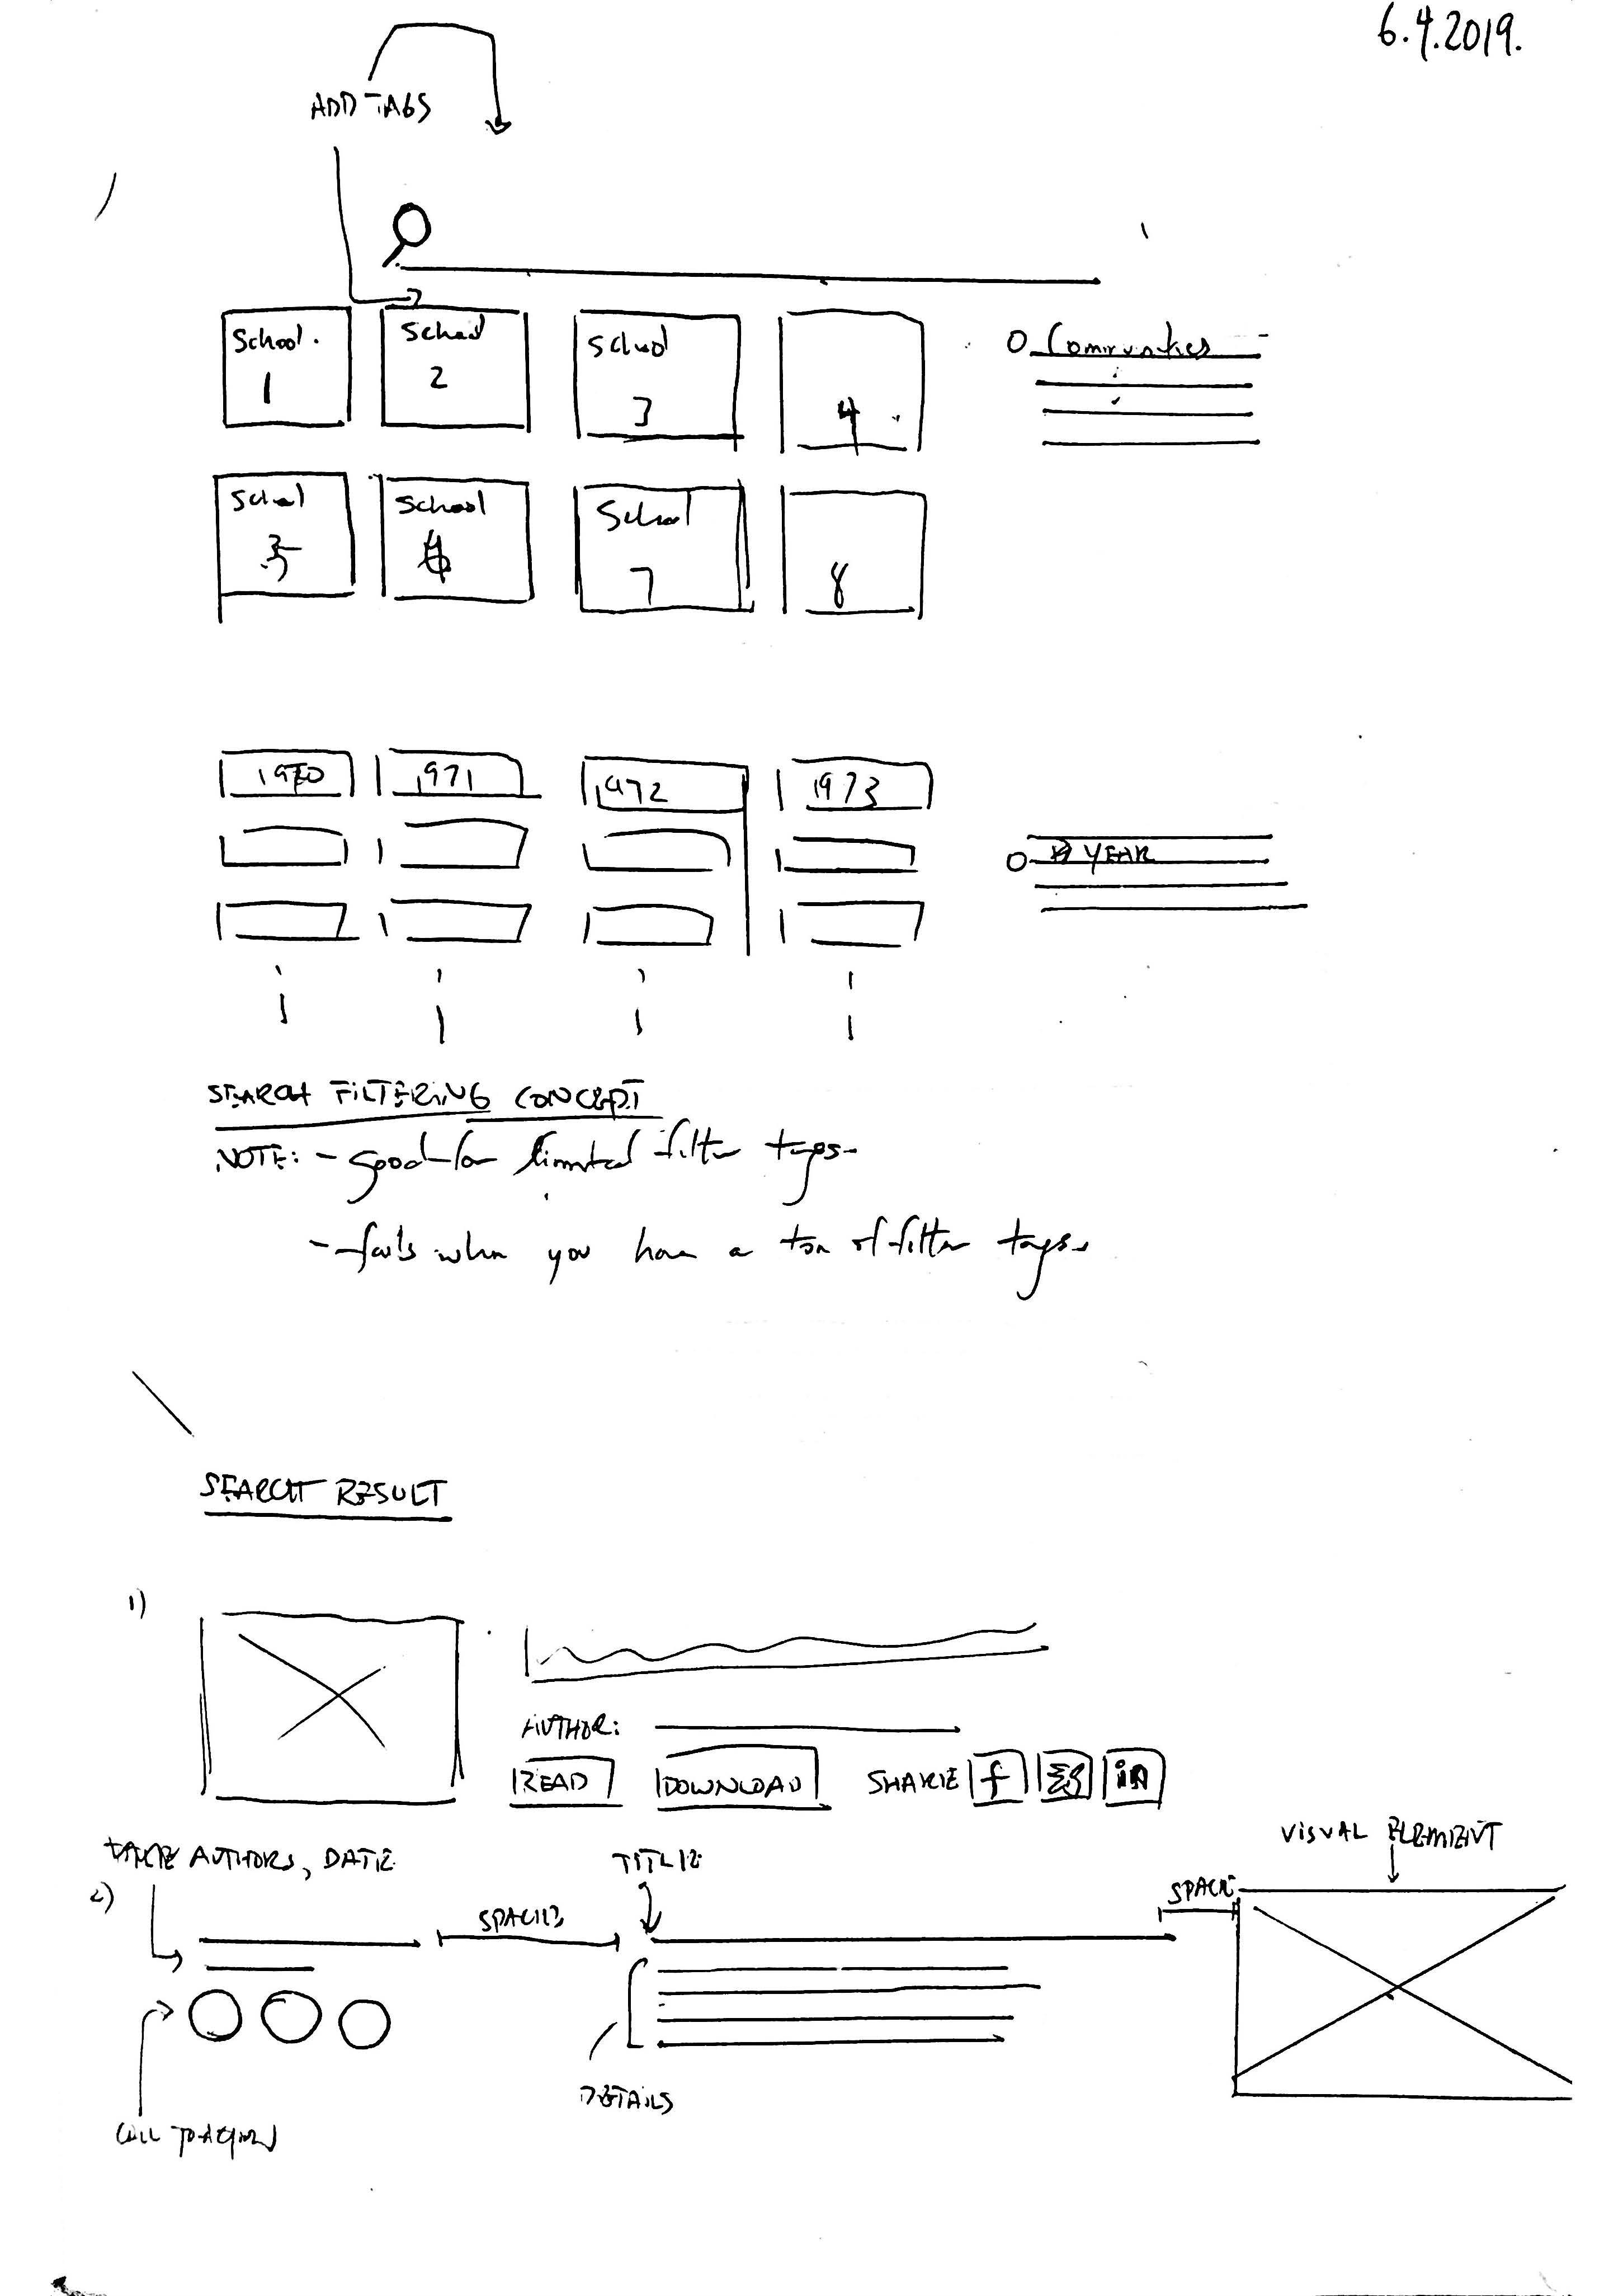 6.4.2019.
ADD TAGS
School. School School
1 2 3 4
Communities
School School School
5 6 7 8
1970 1971 1972 1973
YEAR
SEARCH FILTERING CONCEPT
NOTE: - good for limited filter tags.
- fails when you have a ton of filter tags.
SEARCH RESULT
1)
AUTHOR:
READ DOWNLOAD SHARE f in
VISUAL ELEMENT
AUTHORS, DATE TITLE
2) SPACE SPACE
DETAILS
CALL TO ACTION